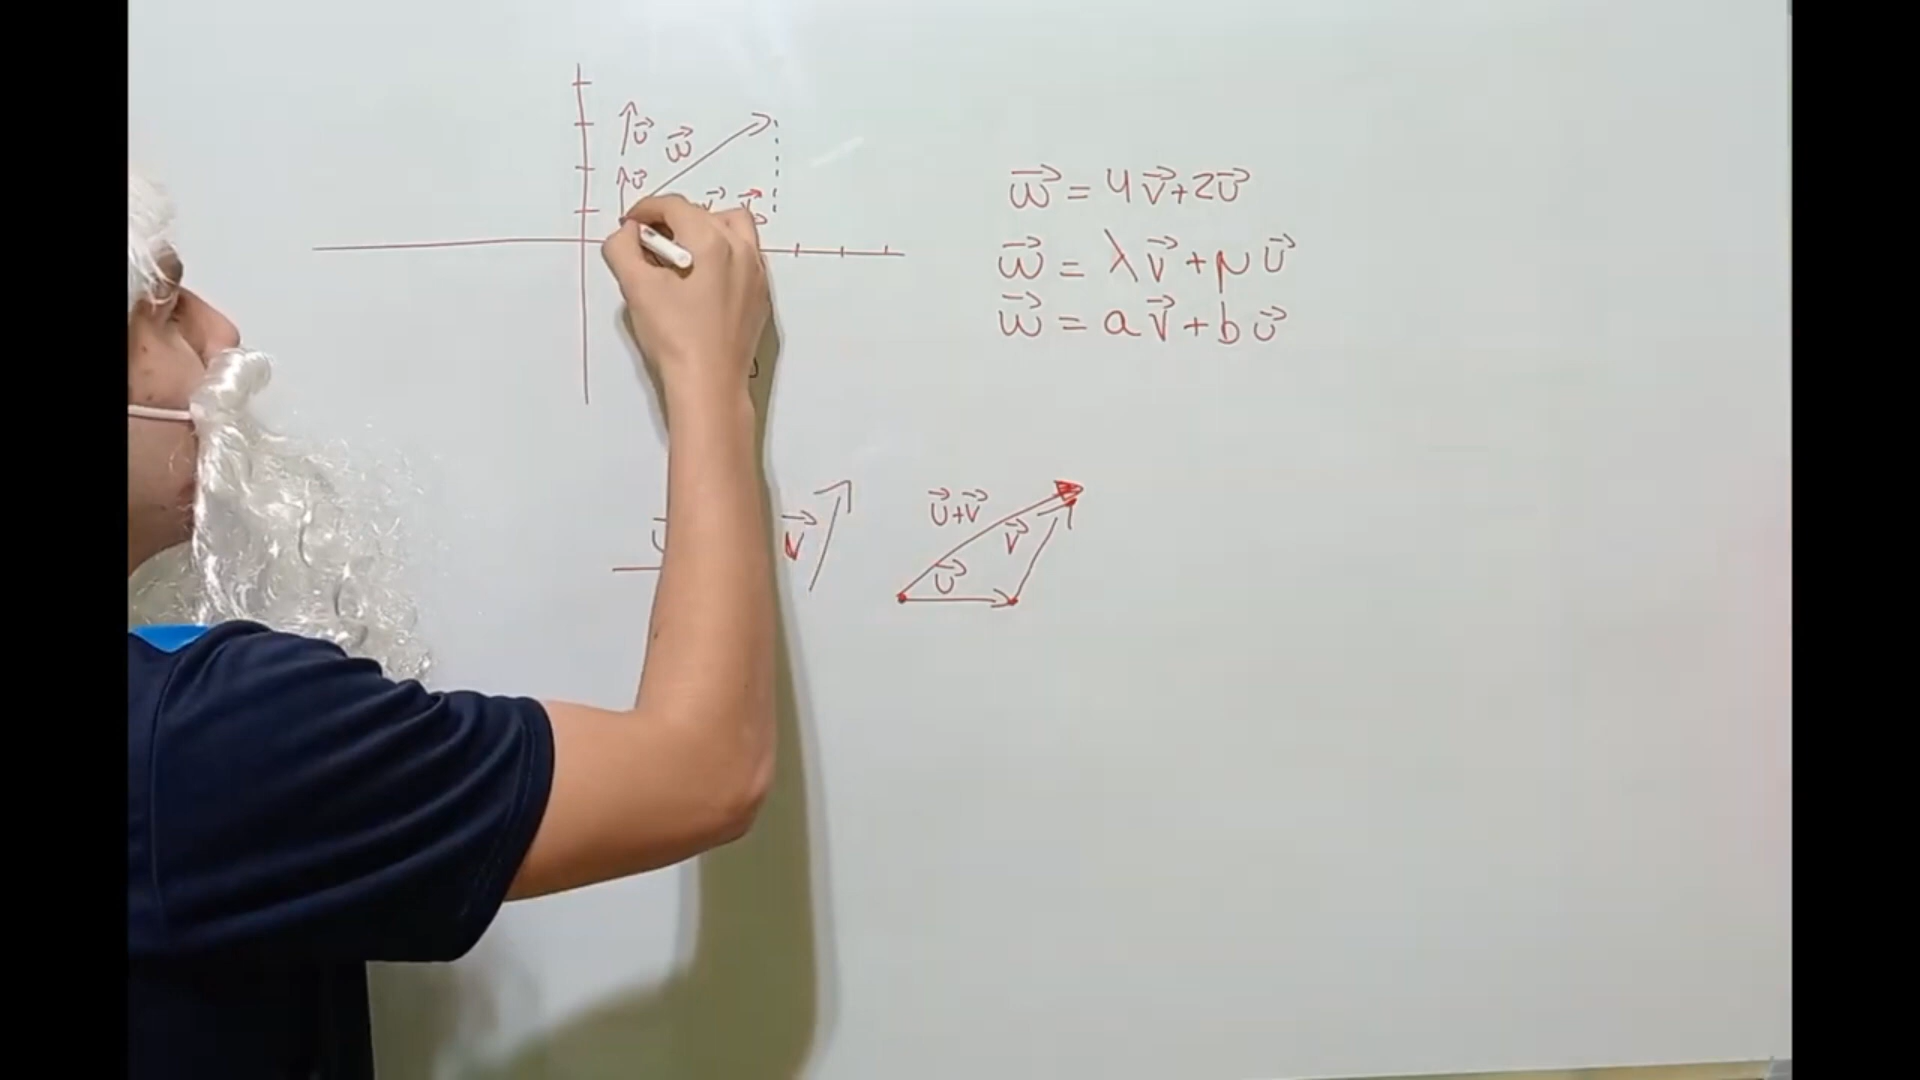 u⃗
w⃗
u⃗
v⃗ v⃗
w⃗ = 4v⃗+2u⃗
w⃗ = λv⃗+μu⃗
w⃗ = av⃗+bu⃗
v⃗
u⃗+v⃗
v⃗
u⃗